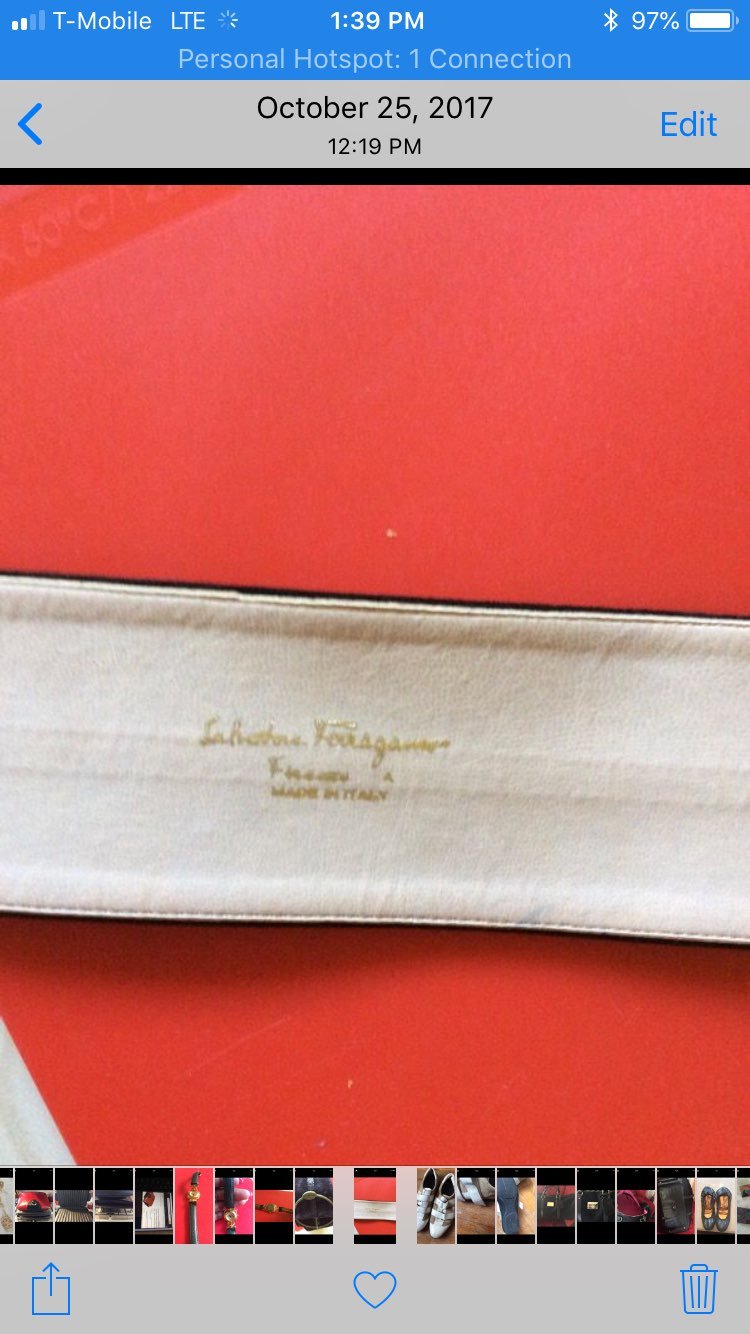 T-Mobile LTE 1:39 PM 97%
Personal Hotspot: 1 Connection
October 25, 2017
12:19 PM
Edit
50°C/
Salvatore Ferragamo
MADE IN ITALY